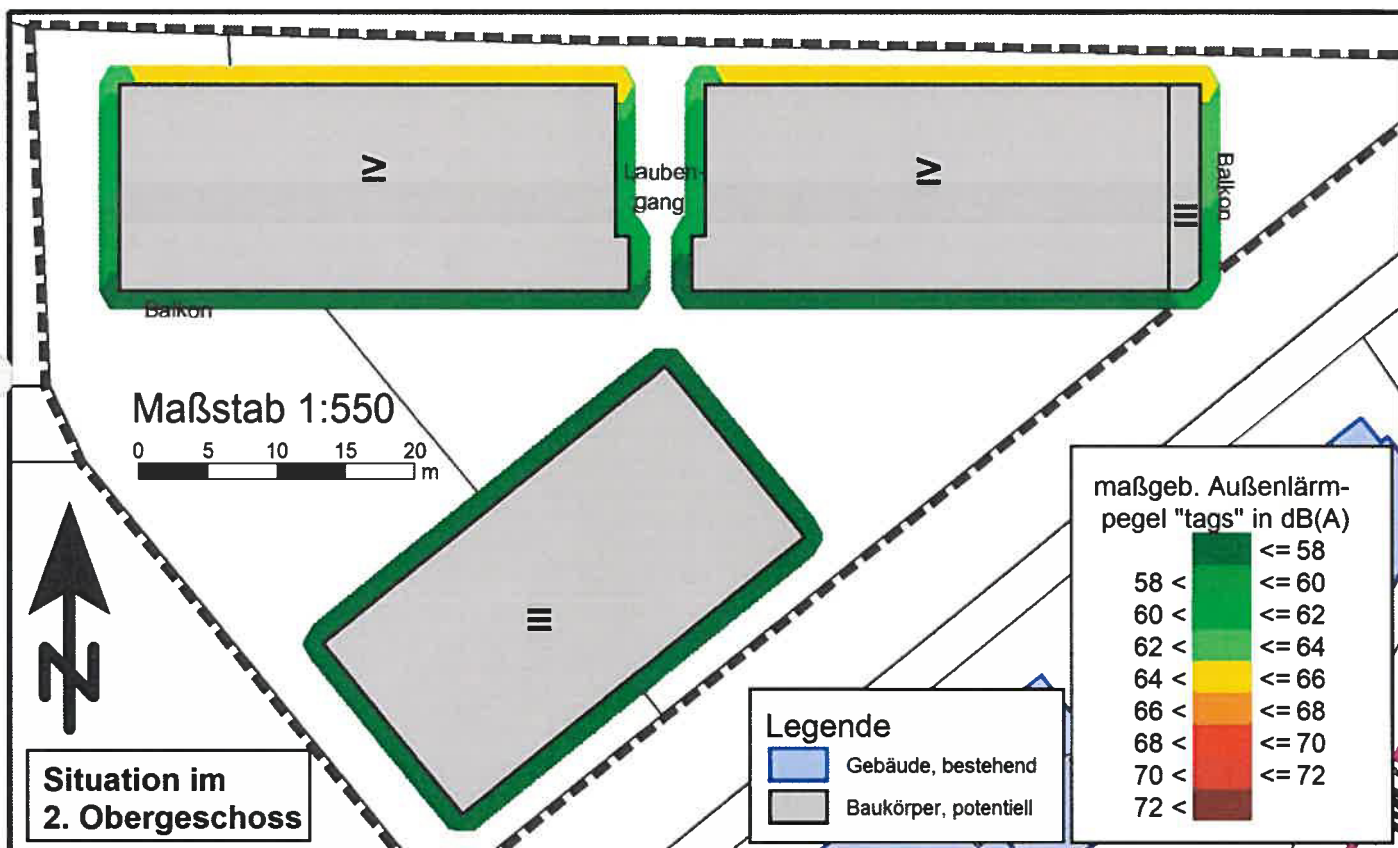 IV
IV
III
Lauben-
gang
Balkon
Balkon
Maßstab 1:550
0 5 10 15 20
m
III
N
Situation im
2. Obergeschoss
Legende
Gebäude, bestehend
Baukörper, potentiell
maßgeb. Außenlärm-
pegel "tags" in dB(A)
<= 58
58 < <= 60
60 < <= 62
62 < <= 64
64 < <= 66
66 < <= 68
68 < <= 70
70 < <= 72
72 <